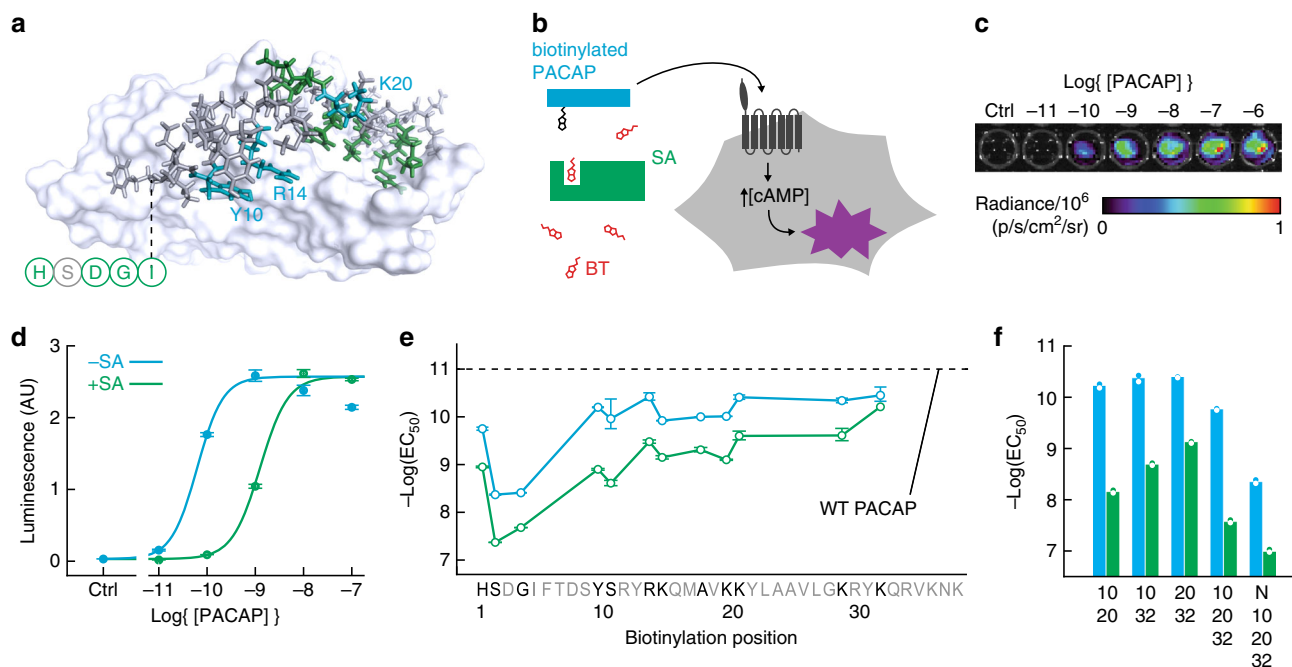 a
K20
R14
Y10
H S D G I
b
biotinylated
PACAP
SA
BT
↑[cAMP]
c
Log{ [PACAP] }
Ctrl −11 −10 −9 −8 −7 −6
Radiance/10⁶
(p/s/cm²/sr)
0 1
d
−SA
+SA
Luminescence (AU)
3
2
1
0
Ctrl −11 −10 −9 −8 −7
Log{ [PACAP] }
e
−Log(EC₅₀)
11
10
9
8
7
WT PACAP
HSDGIFTDSYSRYRKQMAVKKYLAAVLGKRYKQRVKNK
1 10 20 30
Biotinylation position
f
−Log(EC₅₀)
11
10
9
8
7
10 10 20 10 N
20 32 32 20 10
32 20
32